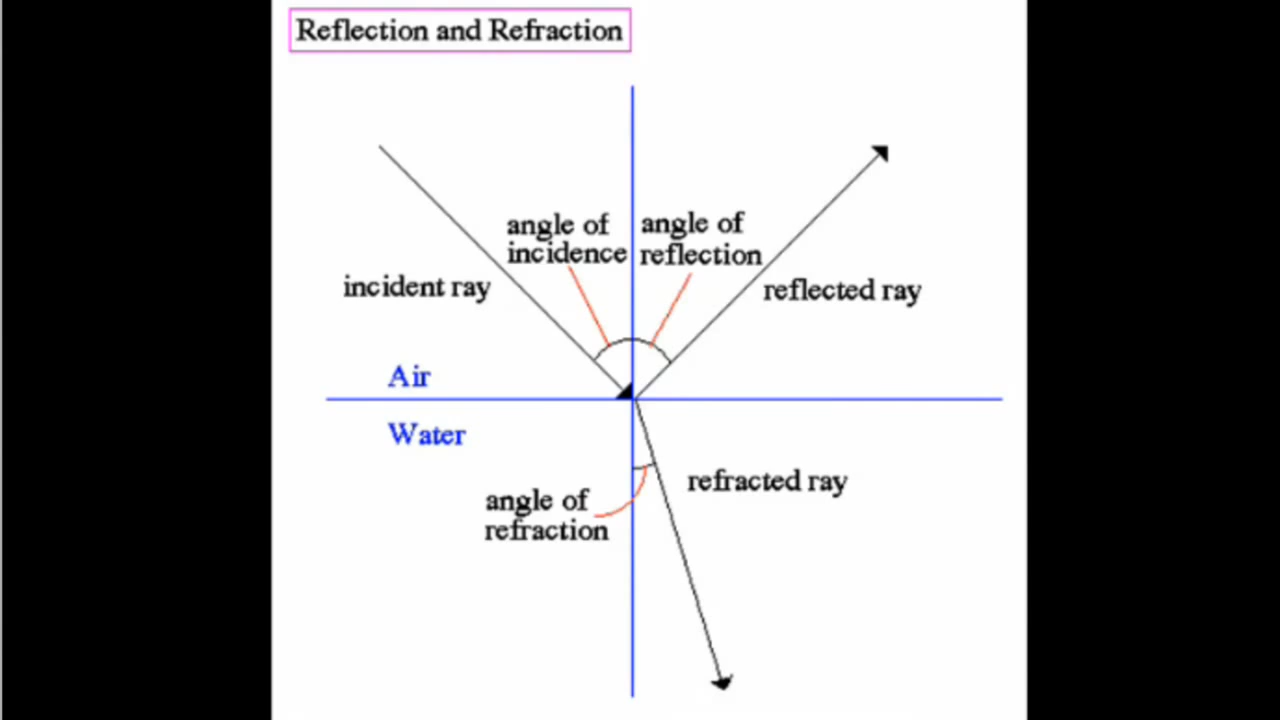 Reflection and Refraction
angle of
incidence
angle of
reflection
incident ray
reflected ray
Air
Water
refracted ray
angle of
refraction